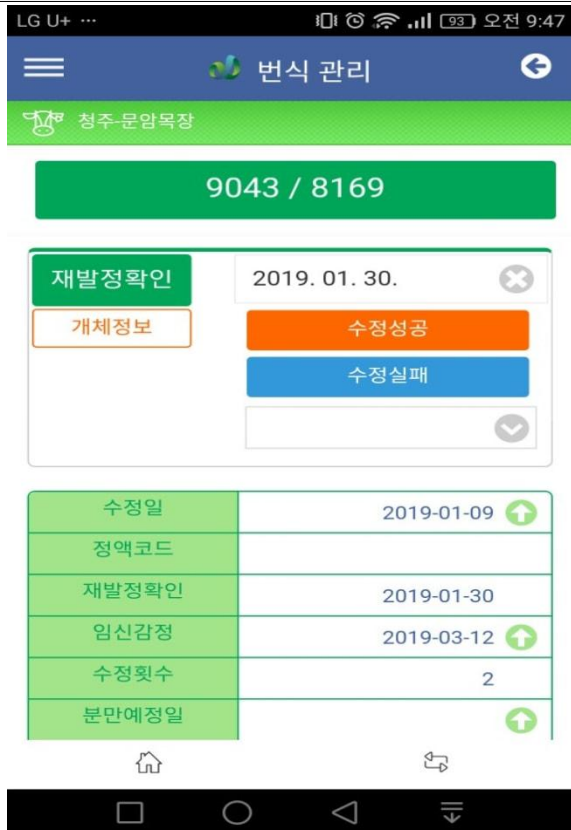 LG U+ ··· 93 오전 9:47
번식 관리
청주-문암목장
9043 / 8169
재발정확인 2019. 01. 30.
개체정보 수정성공
수정실패
수정일 2019-01-09
정액코드
재발정확인 2019-01-30
임신감정 2019-03-12
수정횟수 2
분만예정일